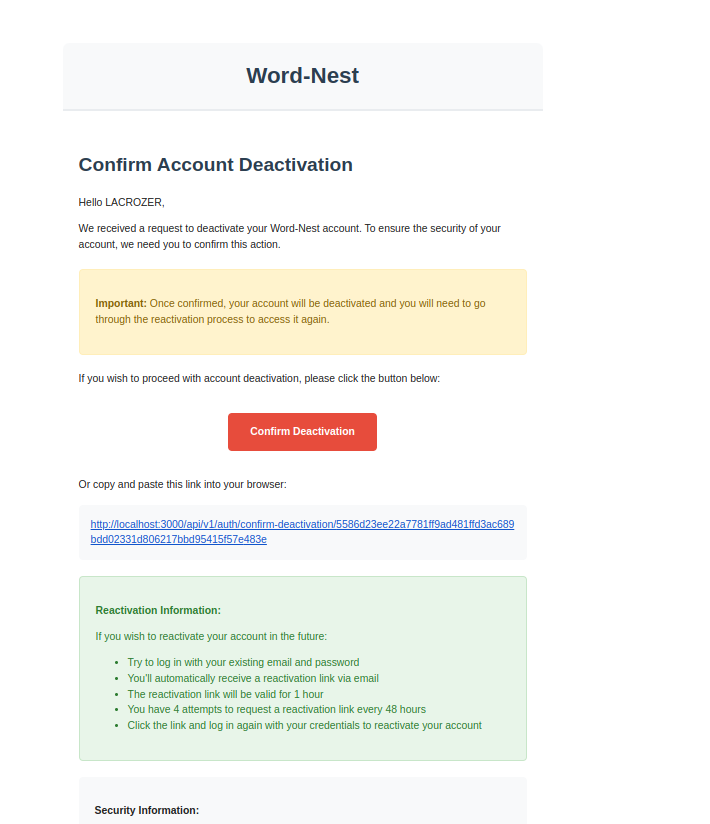 Word-Nest
Confirm Account Deactivation
Hello LACROZER,
We received a request to deactivate your Word-Nest account. To ensure the security of your
account, we need you to confirm this action.
Important: Once confirmed, your account will be deactivated and you will need to go
through the reactivation process to access it again.
If you wish to proceed with account deactivation, please click the button below:
Confirm Deactivation
Or copy and paste this link into your browser:
http://localhost:3000/api/v1/auth/confirm-deactivation/5586d23ee22a7781ff9ad481ffd3ac689
bdd02331d806217bbd95415f57e483e
Reactivation Information:
If you wish to reactivate your account in the future:
• Try to log in with your existing email and password
• You'll automatically receive a reactivation link via email
• The reactivation link will be valid for 1 hour
• You have 4 attempts to request a reactivation link every 48 hours
• Click the link and log in again with your credentials to reactivate your account
Security Information: